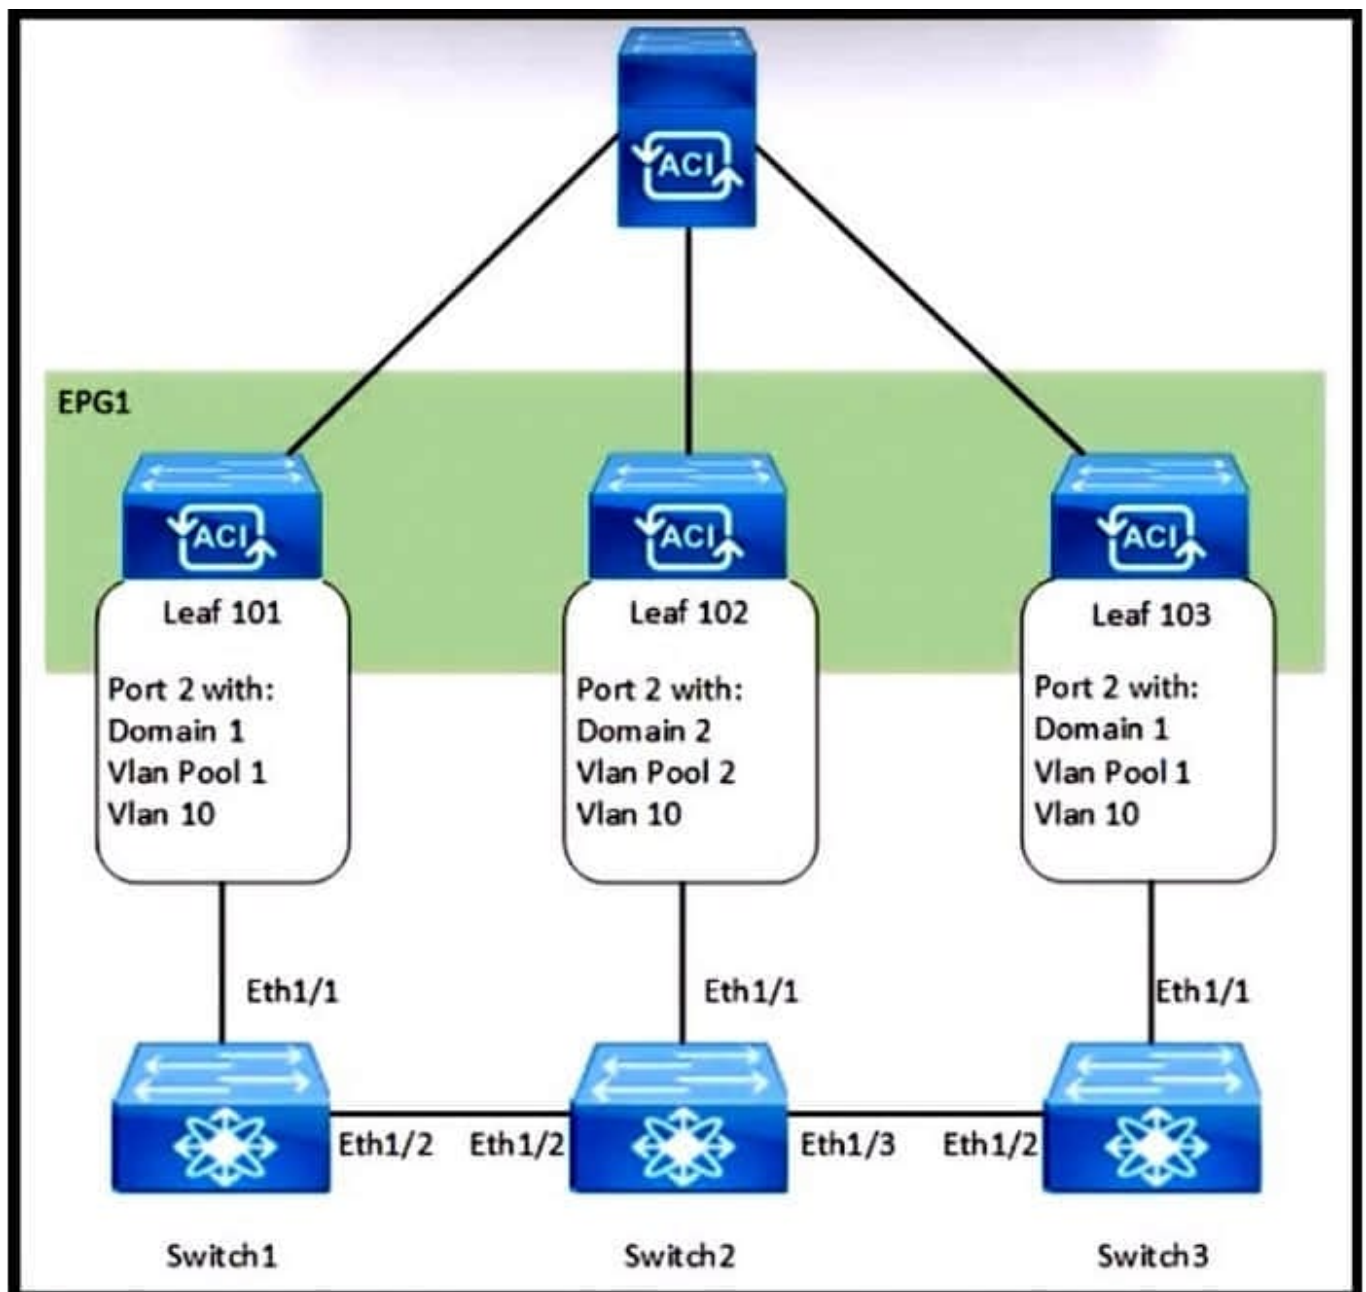 ACI
EPG1
ACI
ACI
ACI
Leaf 101
Port 2 with:
Domain 1
Vlan Pool 1
Vlan 10
Leaf 102
Port 2 with:
Domain 2
Vlan Pool 2
Vlan 10
Leaf 103
Port 2 with:
Domain 1
Vlan Pool 1
Vlan 10
Eth1/1
Eth1/1
Eth1/1
Eth1/2
Eth1/2
Eth1/3
Eth1/2
Switch1
Switch2
Switch3